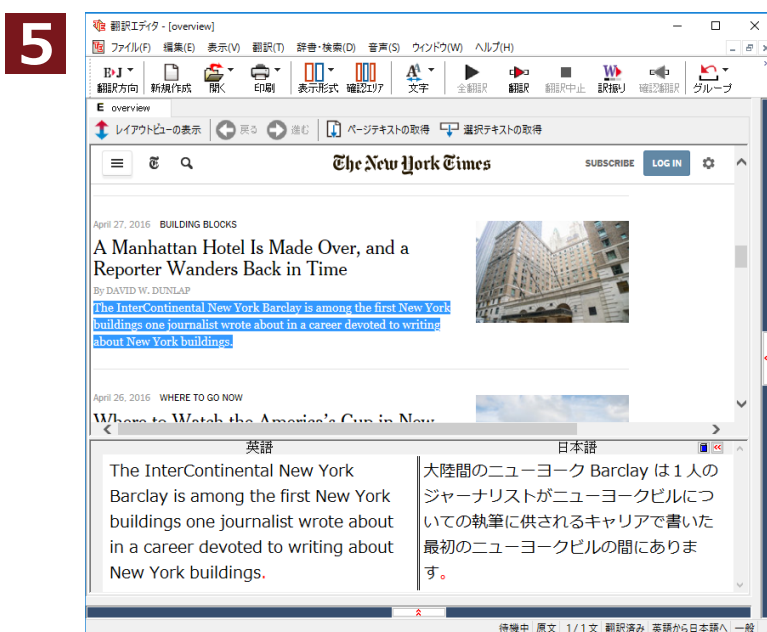 5
翻訳エディタ - [overview]
ファイル(F) 編集(E) 表示(V) 翻訳(T) 辞書・検索(D) 音声(S) ウィンドウ(W) ヘルプ(H)
E▸J
翻訳方向 新規作成 開く 印刷 表示形式 確認エリア 文字 全翻訳 翻訳 翻訳中止 訳振り 確認翻訳 グループ
E overview
レイアウトビューの表示 戻る 進む ページテキストの取得 選択テキストの取得
The New York Times SUBSCRIBE LOG IN
April 27, 2016 BUILDING BLOCKS
A Manhattan Hotel Is Made Over, and a
Reporter Wanders Back in Time
By DAVID W. DUNLAP
The InterContinental New York Barclay is among the first New York
buildings one journalist wrote about in a career devoted to writing
about New York buildings.
April 26, 2016 WHERE TO GO NOW
Where to Watch the America's Cup in New
英語 日本語
The InterContinental New York
Barclay is among the first New York
buildings one journalist wrote about
in a career devoted to writing about
New York buildings.
大陸間のニューヨーク Barclay は１人の
ジャーナリストがニューヨークビルにつ
いての執筆に供されるキャリアで書いた
最初のニューヨークビルの間にありま
す。
待機中 原文 1/1文 翻訳済み 英語から日本語へ 一般